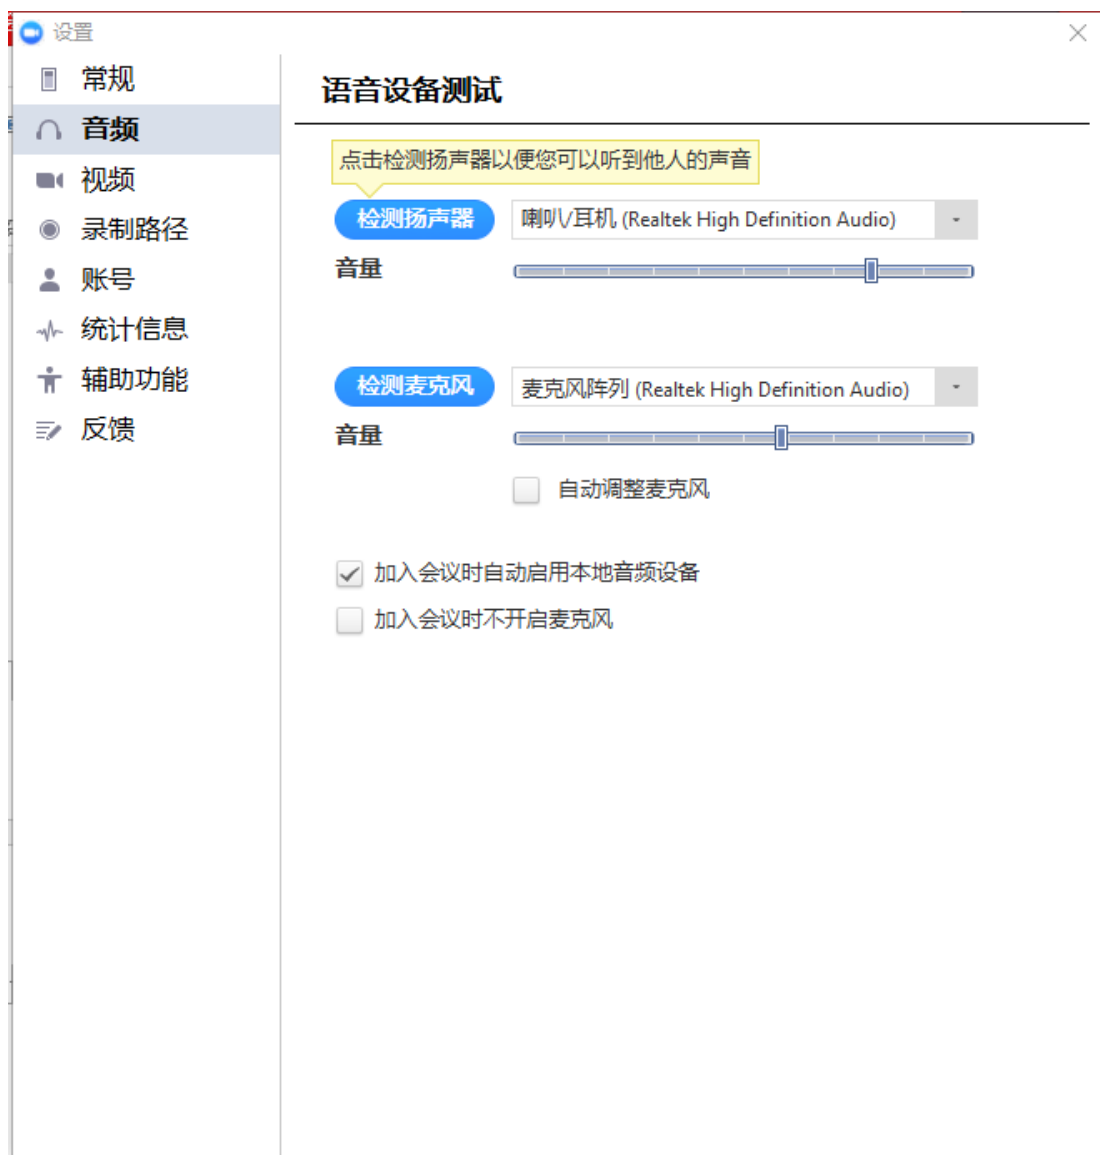 设置
常规
音频
视频
录制路径
账号
统计信息
辅助功能
反馈
语音设备测试
点击检测扬声器以便您可以听到他人的声音
检测扬声器 喇叭/耳机 (Realtek High Definition Audio)
音量
检测麦克风 麦克风阵列 (Realtek High Definition Audio)
音量
自动调整麦克风
加入会议时自动启用本地音频设备
加入会议时不开启麦克风